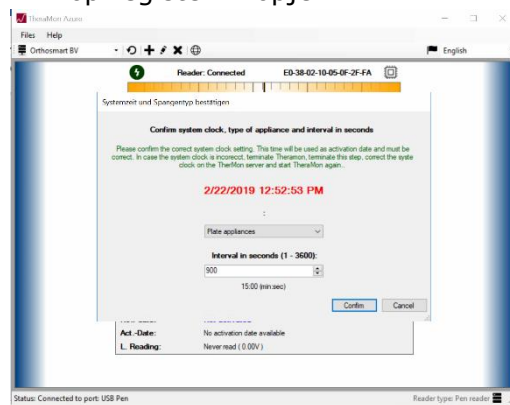 TheraMon Azuro
Files Help
Orthosmart BV English
Reader: Connected E0-38-02-10-05-0F-2F-FA
Systemzeit und Spangentyp bestätigen
Confirm system clock, type of appliance and interval in seconds
Please confirm the correct system clock setting. This time will be used as activation date and must be
correct. In case the system clock is incorecct, terminate Theramon, terminate this step, correct the syste
clock on the TherMon server and start TheraMon again..
2/22/2019 12:52:53 PM
:
Plate appliances
Interval in seconds (1 - 3600):
900
15:00 (min:sec)
Confirm Cancel
Act.-Date: No activation date available
L. Reading: Never read ( 0.00V )
Status: Connected to port: USB Pen Reader type: Pen reader